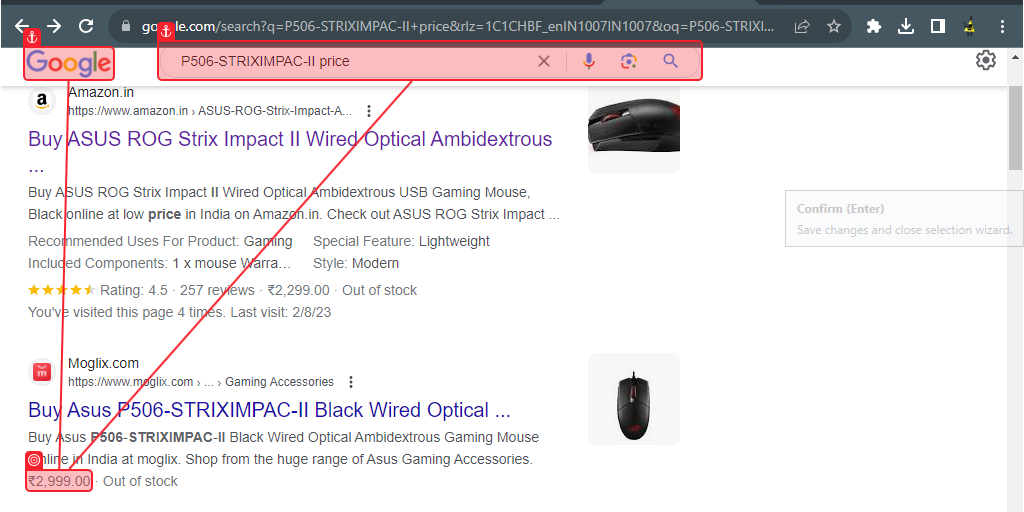 google.com/search?q=P506-STRIXIMPAC-II+price&rlz=1C1CHBF_enIN1007IN1007&oq=P506-STRIXI...
Google
P506-STRIXIMPAC-II price
Amazon.in
https://www.amazon.in › ASUS-ROG-Strix-Impact-A...
Buy ASUS ROG Strix Impact II Wired Optical Ambidextrous
...
Buy ASUS ROG Strix Impact II Wired Optical Ambidextrous USB Gaming Mouse,
Black online at low price in India on Amazon.in. Check out ASUS ROG Strix Impact ...
Recommended Uses For Product: Gaming Special Feature: Lightweight
Included Components: 1 x mouse Warra... Style: Modern
Rating: 4.5 · 257 reviews · ₹2,299.00 · Out of stock
You've visited this page 4 times. Last visit: 2/8/23
Confirm (Enter)
Save changes and close selection wizard.
Moglix.com
https://www.moglix.com › ... › Gaming Accessories
Buy Asus P506-STRIXIMPAC-II Black Wired Optical ...
Buy Asus P506-STRIXIMPAC-II Black Wired Optical Ambidextrous Gaming Mouse
Online in India at moglix. Shop from the huge range of Asus Gaming Accessories.
₹2,999.00 · Out of stock